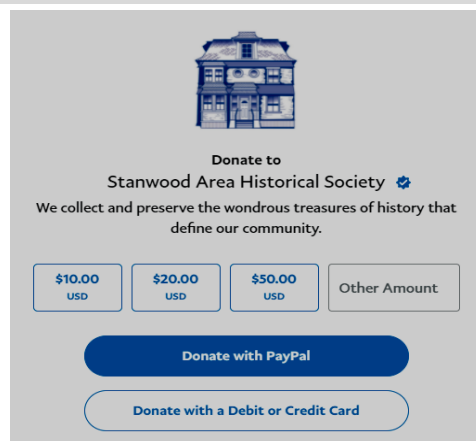 Donate to
Stanwood Area Historical Society
We collect and preserve the wondrous treasures of history that
define our community.
$10.00 $20.00 $50.00 Other Amount
USD USD USD
Donate with PayPal
Donate with a Debit or Credit Card